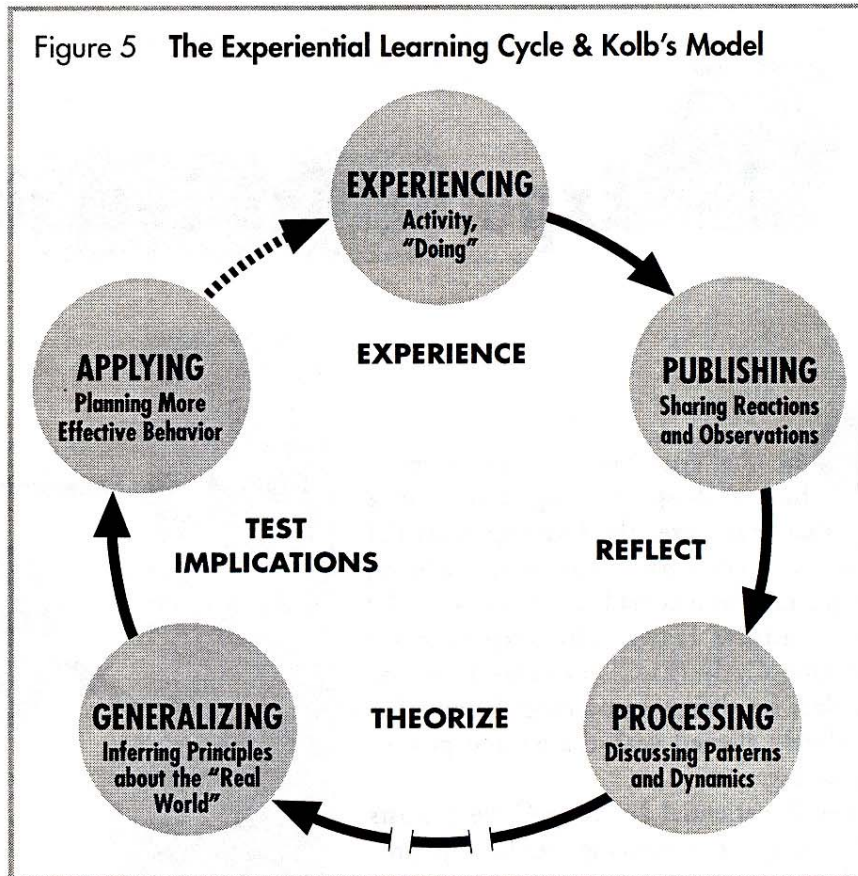 Figure 5 The Experiential Learning Cycle & Kolb's Model
EXPERIENCING
Activity,
"Doing"
EXPERIENCE
APPLYING
Planning More
Effective Behavior
PUBLISHING
Sharing Reactions
and Observations
TEST
IMPLICATIONS
REFLECT
GENERALIZING
Inferring Principles
about the "Real
World"
THEORIZE
PROCESSING
Discussing Patterns
and Dynamics